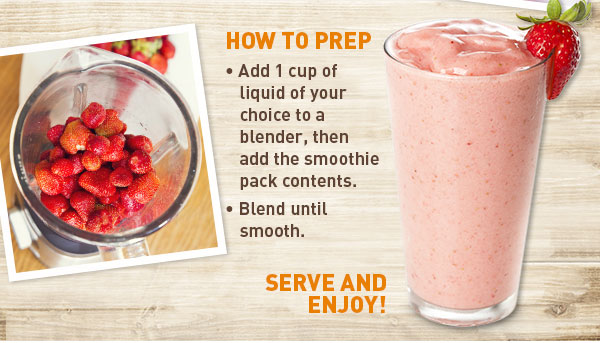 HOW TO PREP
• Add 1 cup of
liquid of your
choice to a
blender, then
add the smoothie
pack contents.
• Blend until
smooth.
SERVE AND
ENJOY!